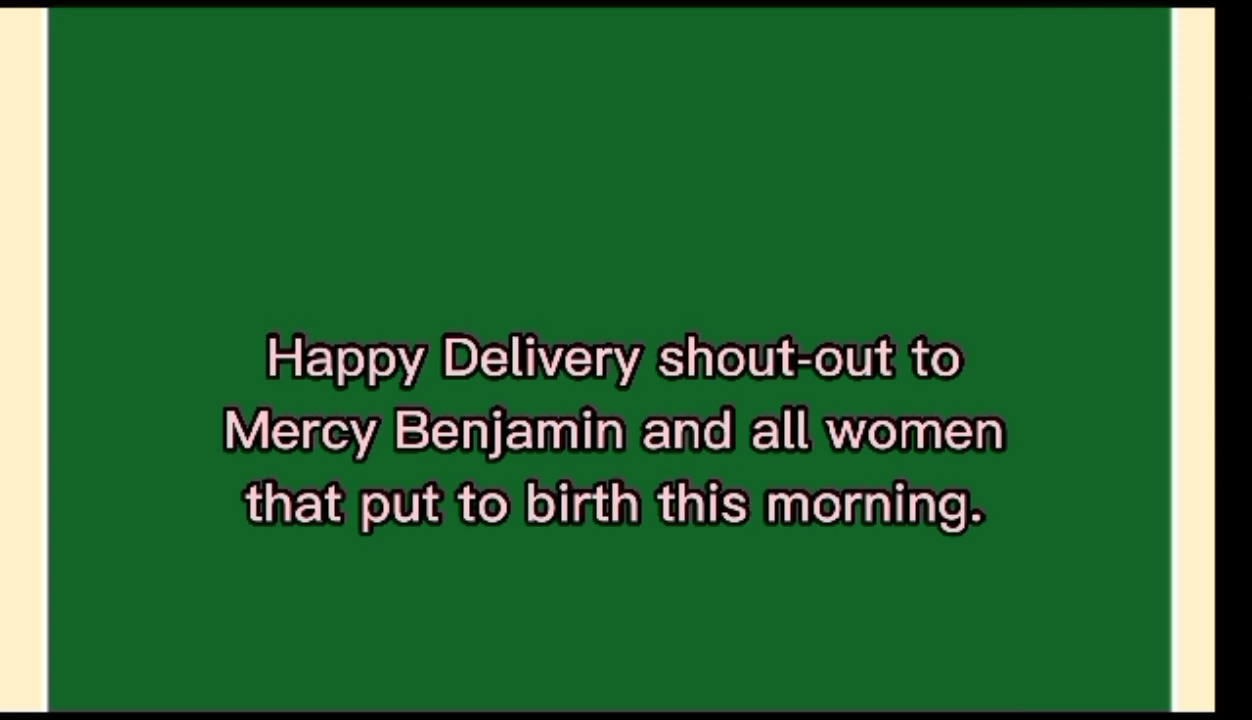 Happy Delivery shout-out to
Mercy Benjamin and all women
that put to birth this morning.